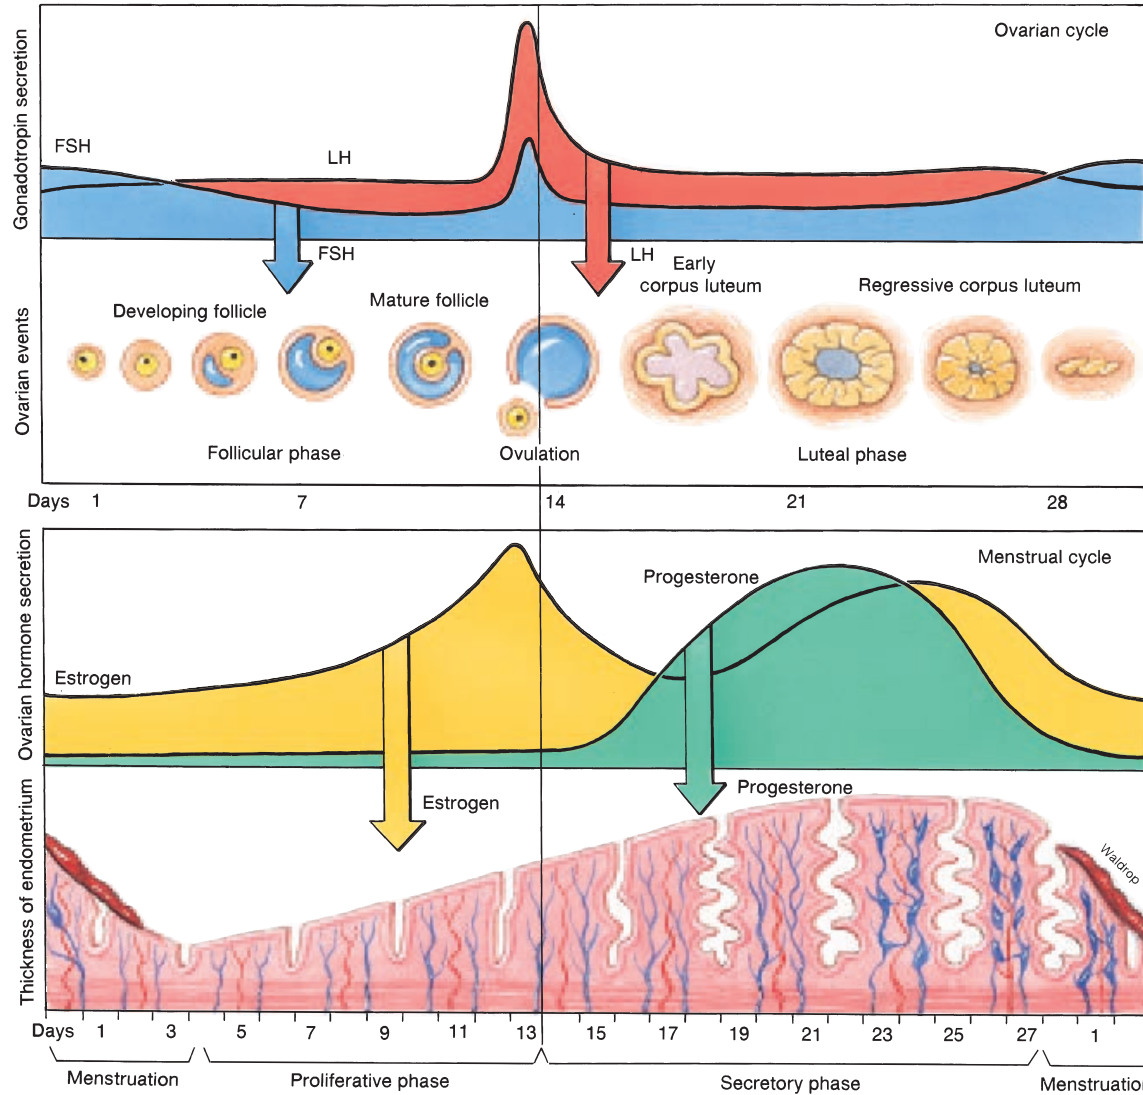 Ovarian cycle
Gonadotropin secretion
FSH
LH
FSH
LH
Early
corpus luteum
Regressive corpus luteum
Mature follicle
Developing follicle
Ovarian events
Follicular phase
Ovulation
Luteal phase
Days 1 7 14 21 28
Ovarian hormone secretion
Menstrual cycle
Progesterone
Estrogen
Progesterone
Estrogen
Thickness of endometrium
Waldrop
Days 1 3 5 7 9 11 13 15 17 19 21 23 25 27 1
Menstruation
Proliferative phase
Secretory phase
Menstruation